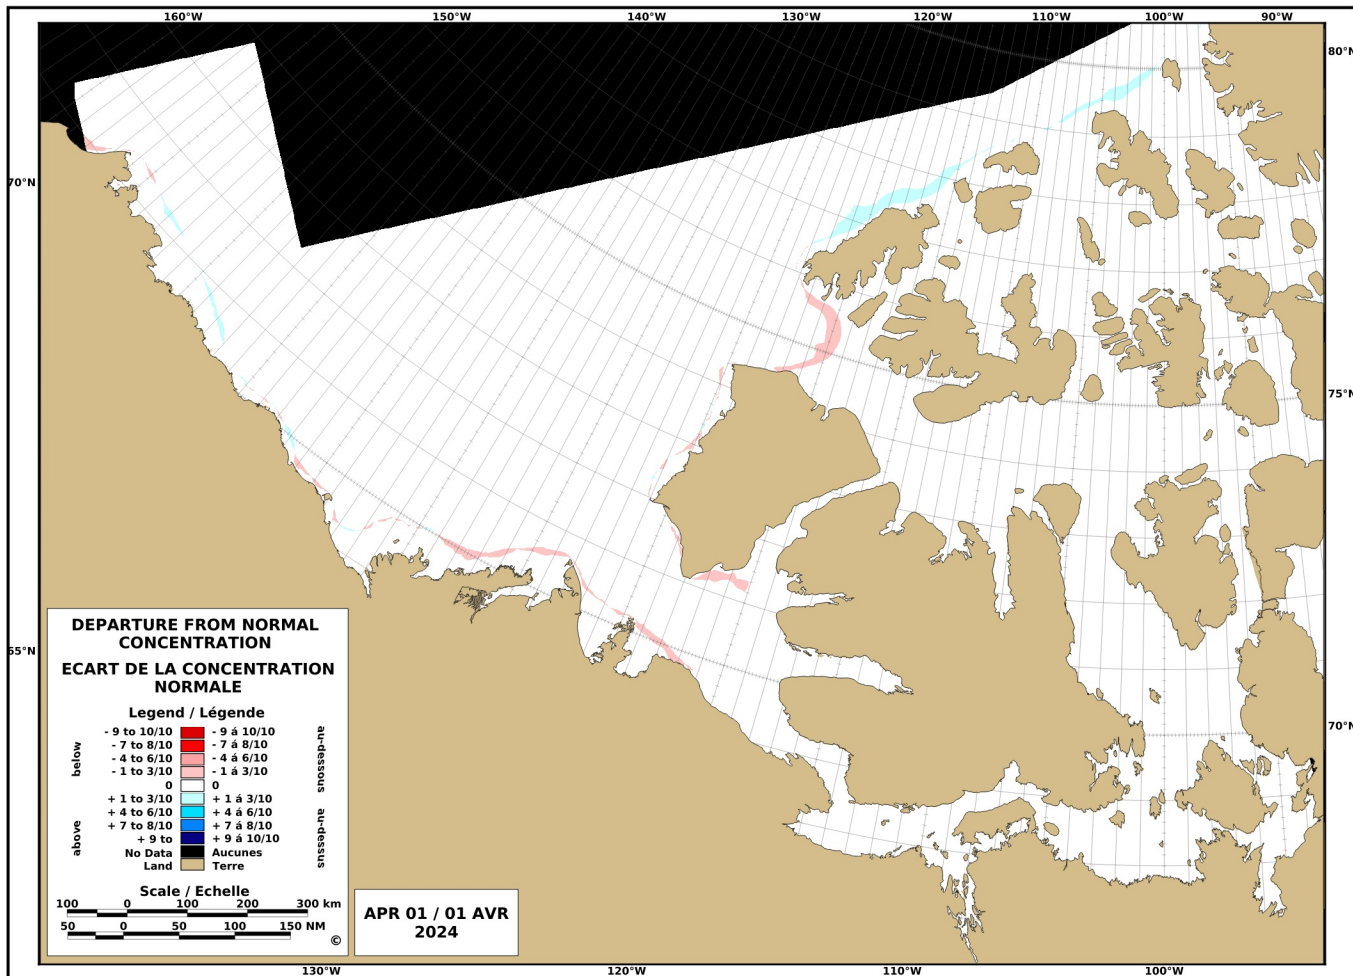 160°W 150°W 140°W 130°W 120°W 110°W 100°W 90°W
80°N
70°N
75°N
65°N
70°N
DEPARTURE FROM NORMAL
CONCENTRATION
ECART DE LA CONCENTRATION
NORMALE
Legend / Légende
below
- 9 to 10/10 - 9 á 10/10
- 7 to 8/10 - 7 á 8/10
- 4 to 6/10 - 4 á 6/10
- 1 to 3/10 - 1 á 3/10
au-dessous
0 0
above
+ 1 to 3/10 + 1 á 3/10
+ 4 to 6/10 + 4 á 6/10
+ 7 to 8/10 + 7 á 8/10
+ 9 to + 9 á 10/10
au-dessus
No Data Aucunes
Land Terre
Scale / Echelle
100 0 100 200 300 km
50 0 50 100 150 NM
©
APR 01 / 01 AVR
2024
130°W 120°W 110°W 100°W